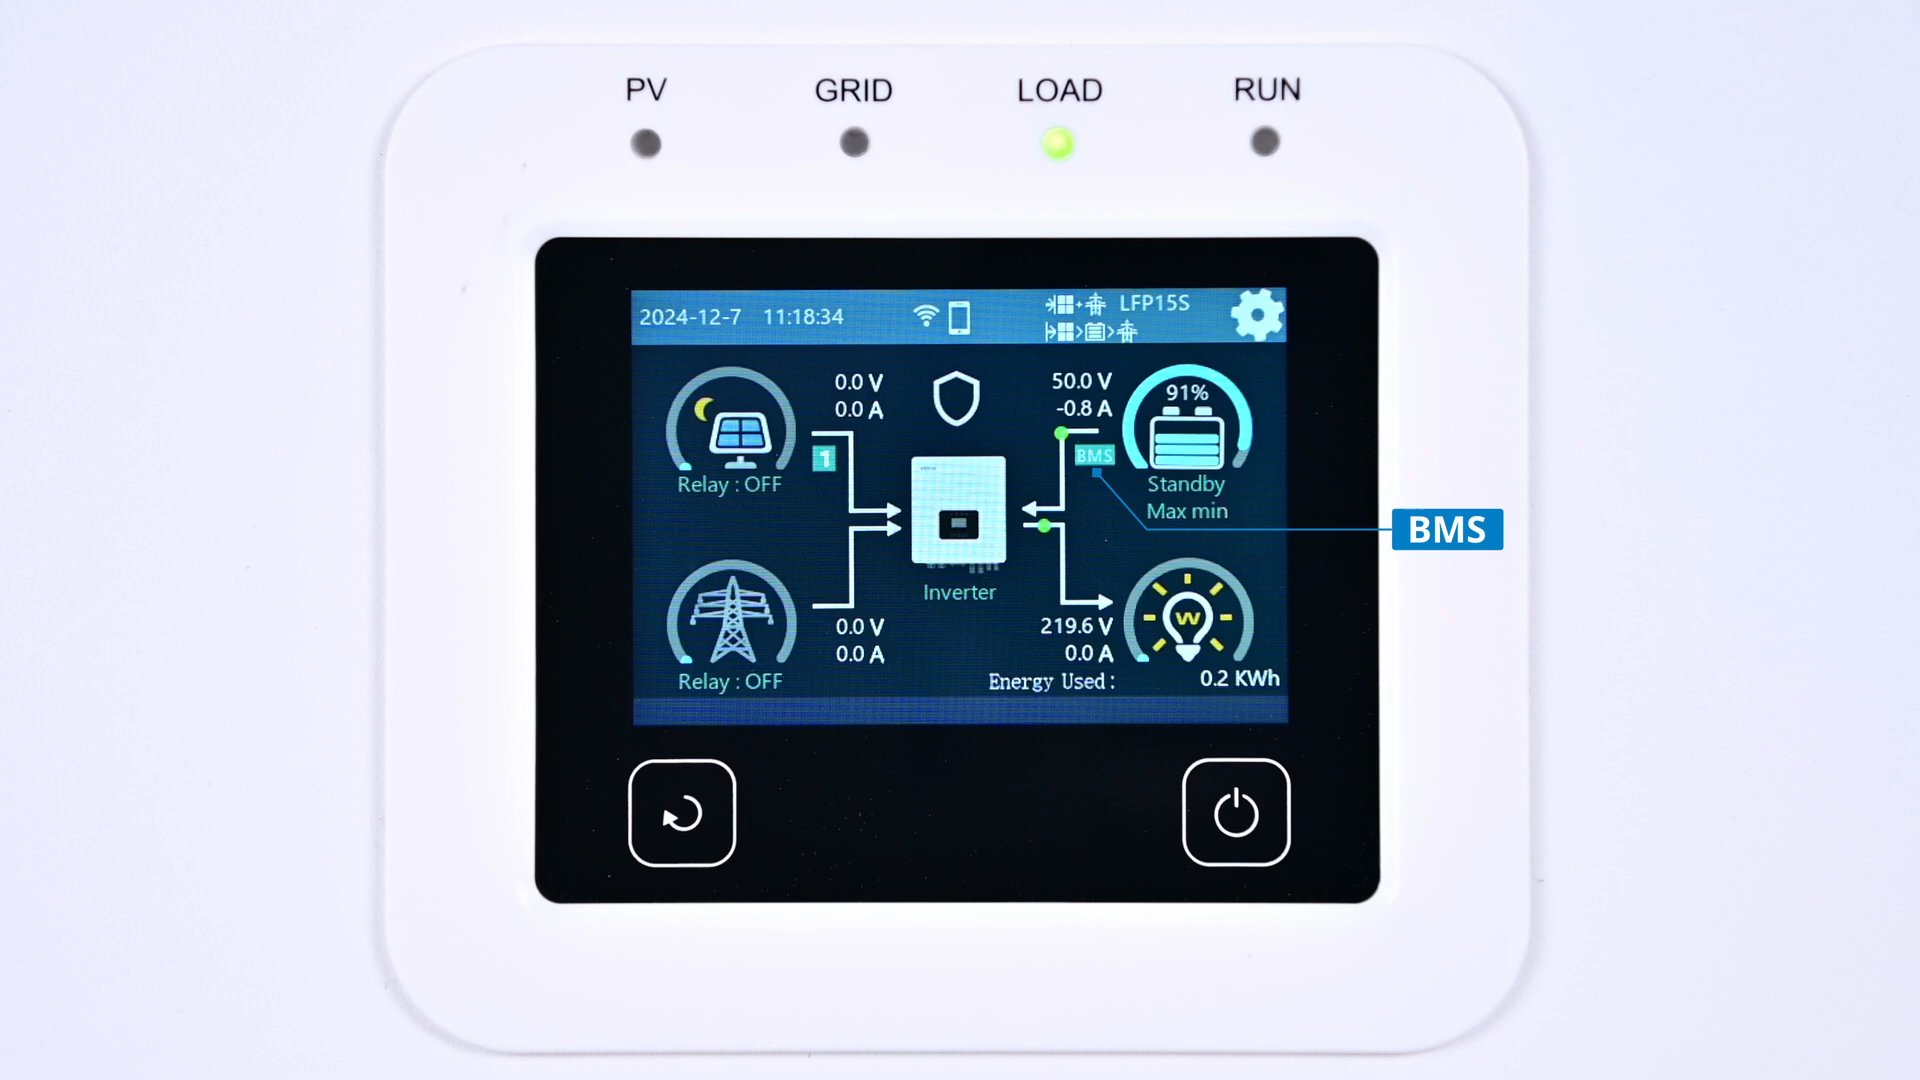 PV GRID LOAD RUN
2024-12-7 11:18:34 LFP15S
0.0 V
0.0 A
1
Relay : OFF
50.0 V
-0.8 A
91%
BMS
Standby
Max min
BMS
Inverter
0.0 V
0.0 A
Relay : OFF
219.6 V
0.0 A
W
Energy Used : 0.2 KWh